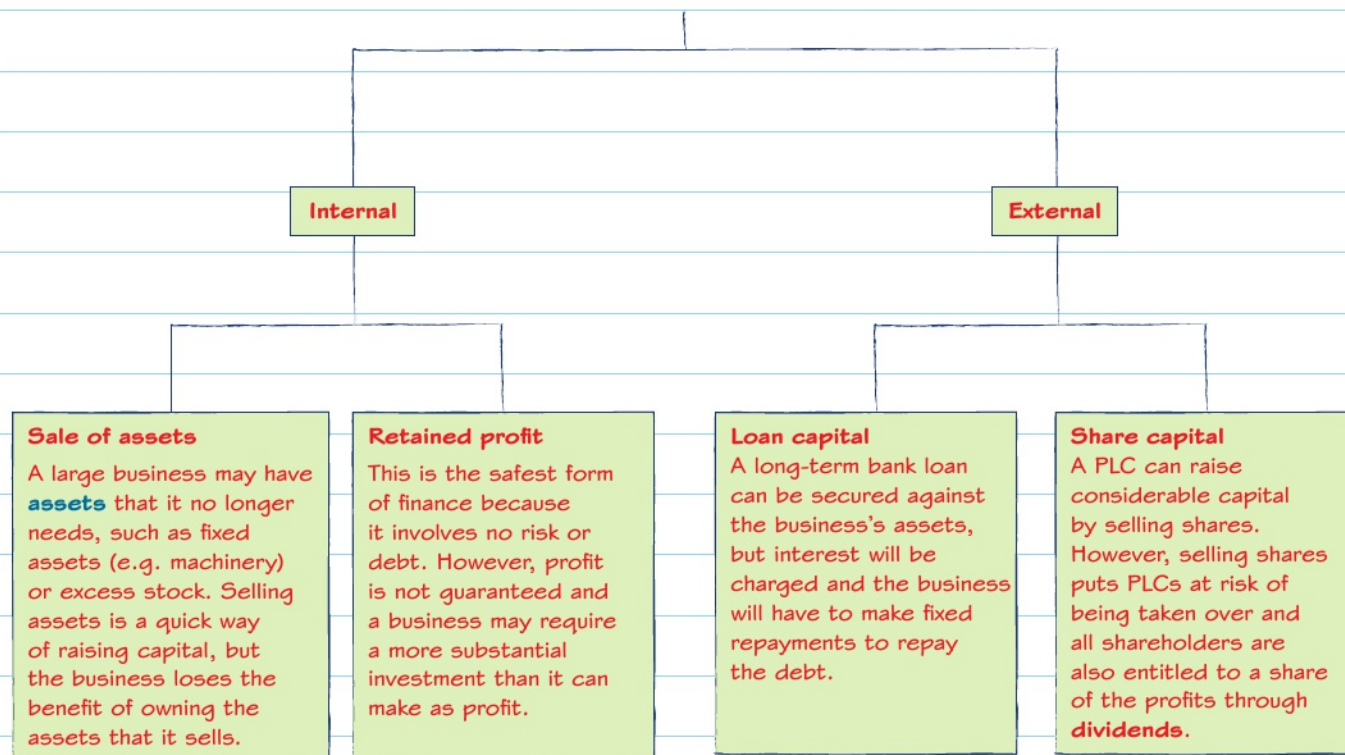 Internal
External
Sale of assets
A large business may have
assets that it no longer
needs, such as fixed
assets (e.g. machinery)
or excess stock. Selling
assets is a quick way
of raising capital, but
the business loses the
benefit of owning the
assets that it sells.
Retained profit
This is the safest form
of finance because
it involves no risk or
debt. However, profit
is not guaranteed and
a business may require
a more substantial
investment than it can
make as profit.
Loan capital
A long-term bank loan
can be secured against
the business's assets,
but interest will be
charged and the business
will have to make fixed
repayments to repay
the debt.
Share capital
A PLC can raise
considerable capital
by selling shares.
However, selling shares
puts PLCs at risk of
being taken over and
all shareholders are
also entitled to a share
of the profits through
dividends.